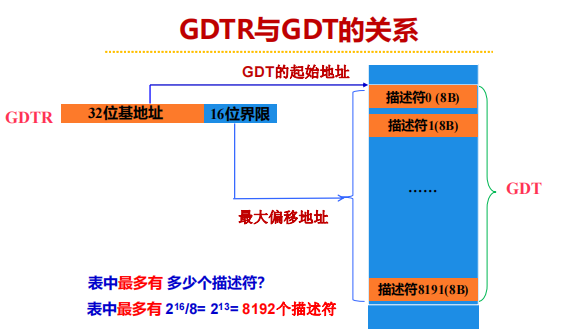 GDTR与GDT的关系
GDT的起始地址
GDTR
32位基地址
16位界限
描述符0 (8B)
描述符1(8B)
……
GDT
最大偏移地址
描述符8191(8B)
表中最多有 多少个描述符?
表中最多有 2¹⁶/8= 2¹³= 8192个描述符